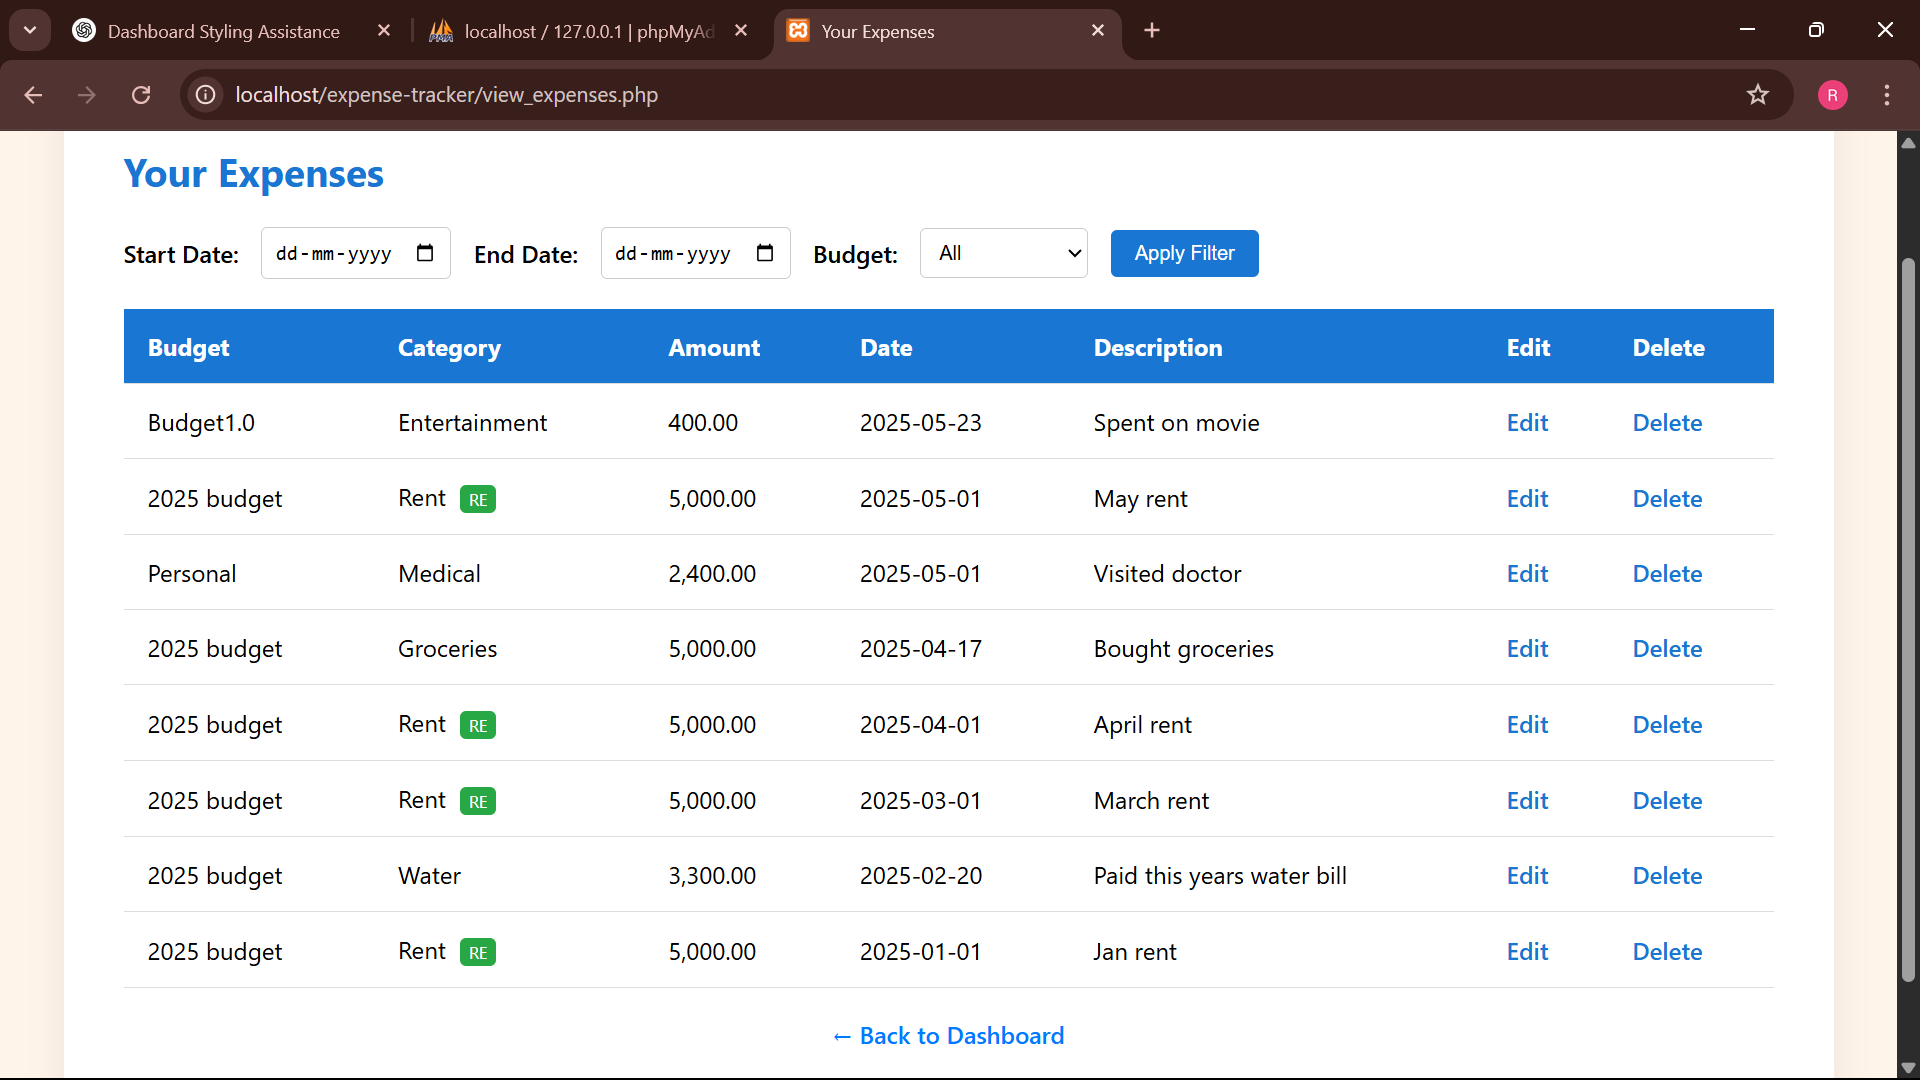 Dashboard Styling Assistance
localhost / 127.0.0.1 | phpMyAd
Your Expenses
localhost/expense-tracker/view_expenses.php
R
Your Expenses
Start Date: dd-mm-yyyy End Date: dd-mm-yyyy Budget: All Apply Filter
Budget Category Amount Date Description Edit Delete
Budget1.0 Entertainment 400.00 2025-05-23 Spent on movie Edit Delete
2025 budget Rent RE 5,000.00 2025-05-01 May rent Edit Delete
Personal Medical 2,400.00 2025-05-01 Visited doctor Edit Delete
2025 budget Groceries 5,000.00 2025-04-17 Bought groceries Edit Delete
2025 budget Rent RE 5,000.00 2025-04-01 April rent Edit Delete
2025 budget Rent RE 5,000.00 2025-03-01 March rent Edit Delete
2025 budget Water 3,300.00 2025-02-20 Paid this years water bill Edit Delete
2025 budget Rent RE 5,000.00 2025-01-01 Jan rent Edit Delete
← Back to Dashboard